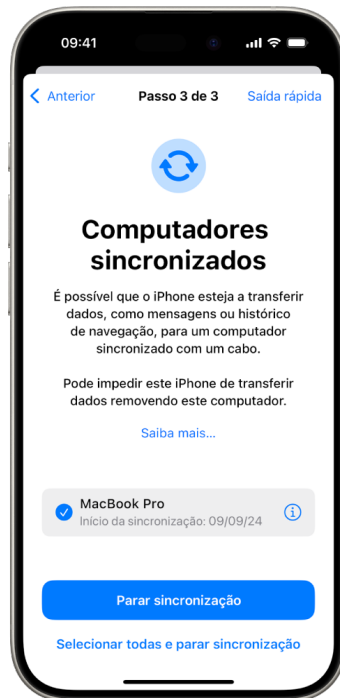 09:41
Anterior
Passo 3 de 3
Saída rápida
Computadores
sincronizados
É possível que o iPhone esteja a transferir
dados, como mensagens ou histórico
de navegação, para um computador
sincronizado com um cabo.
Pode impedir este iPhone de transferir
dados removendo este computador.
Saiba mais...
MacBook Pro
Início da sincronização: 09/09/24
Parar sincronização
Selecionar todas e parar sincronização